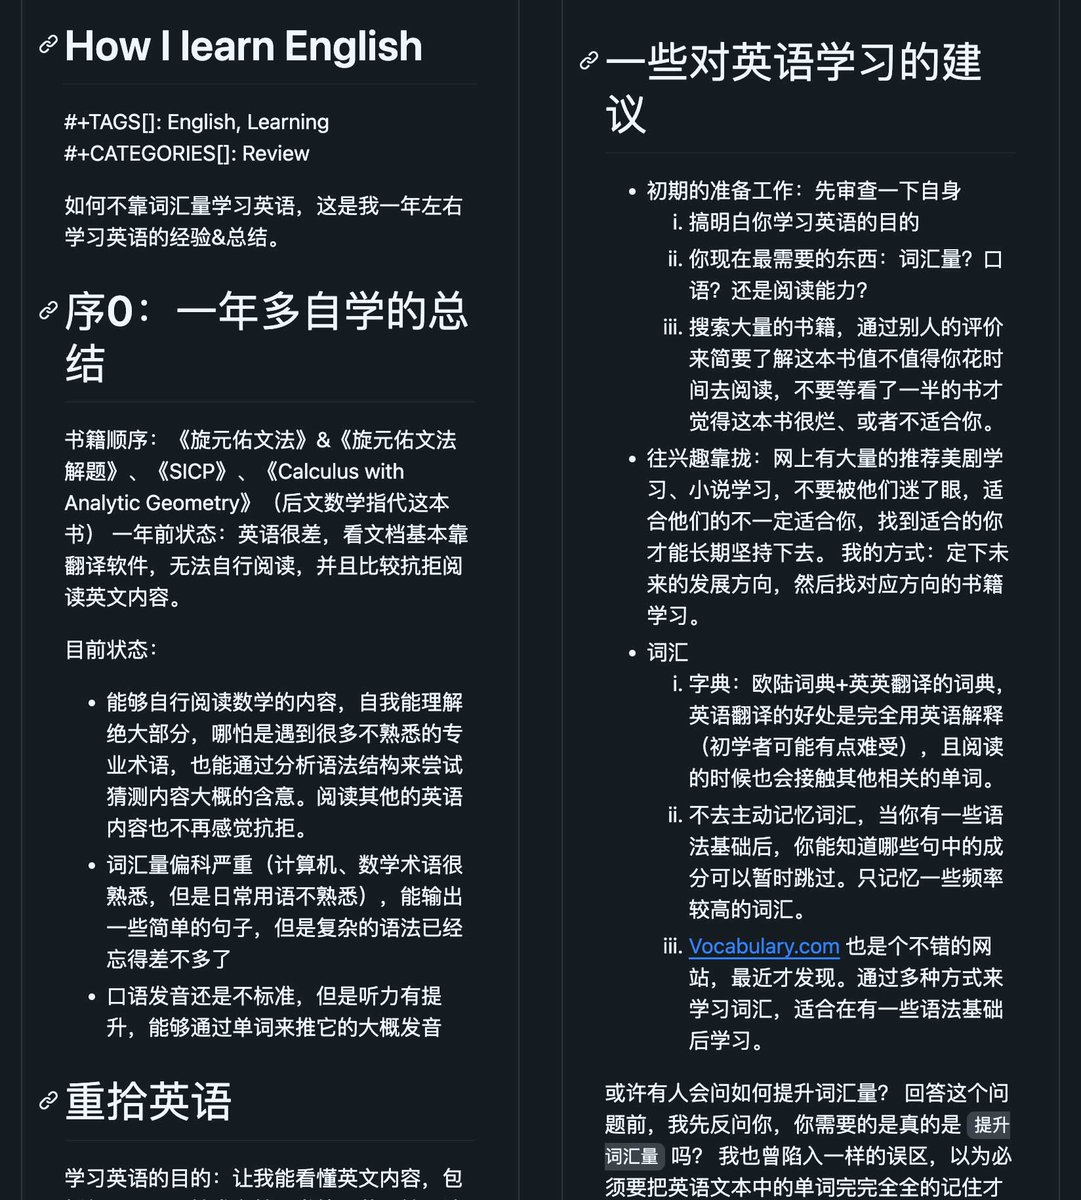 How I learn English
#+TAGS[]: English, Learning
#+CATEGORIES[]: Review
如何不靠词汇量学习英语，这是我一年左右
学习英语的经验&总结。
序0：一年多自学的总
结
书籍顺序：《旋元佑文法》&《旋元佑文法
解题》、《SICP》、《Calculus with
Analytic Geometry》（后文数学指代这本
书） 一年前状态：英语很差，看文档基本靠
翻译软件，无法自行阅读，并且比较抗拒阅
读英文内容。
目前状态：
• 能够自行阅读数学的内容，自我能理解
绝大部分，哪怕是遇到很多不熟悉的专
业术语，也能通过分析语法结构来尝试
猜测内容大概的含意。阅读其他的英语
内容也不再感觉抗拒。
• 词汇量偏科严重（计算机、数学术语很
熟悉，但是日常用语不熟悉），能输出
一些简单的句子，但是复杂的语法已经
忘得差不多了
• 口语发音还是不标准，但是听力有提
升，能够通过单词来推它的大概发音
重拾英语
学习英语的目的：让我能看懂英文内容，包
一些对英语学习的建
议
• 初期的准备工作：先审查一下自身
i. 搞明白你学习英语的目的
ii. 你现在最需要的东西：词汇量？口
语？还是阅读能力？
iii. 搜索大量的书籍，通过别人的评价
来简要了解这本书值不值得你花时
间去阅读，不要等看了一半的书才
觉得这本书很烂、或者不适合你。
• 往兴趣靠拢：网上有大量的推荐美剧学
习、小说学习，不要被他们迷了眼，适
合他们的不一定适合你，找到适合的你
才能长期坚持下去。 我的方式：定下未
来的发展方向，然后找对应方向的书籍
学习。
• 词汇
i. 字典：欧陆词典+英英翻译的词典，
英语翻译的好处是完全用英语解释
（初学者可能有点难受），且阅读
的时候也会接触其他相关的单词。
ii. 不去主动记忆词汇，当你有一些语
法基础后，你能知道哪些句中的成
分可以暂时跳过。只记忆一些频率
较高的词汇。
iii. Vocabulary.com 也是个不错的网
站，最近才发现。通过多种方式来
学习词汇，适合在有一些语法基础
后学习。
或许有人会问如何提升词汇量？ 回答这个问
题前，我先反问你，你需要的是真的是 提升
词汇量 吗？ 我也曾陷入一样的误区，以为必
须要把英语文本中的单词完完全全的记住才